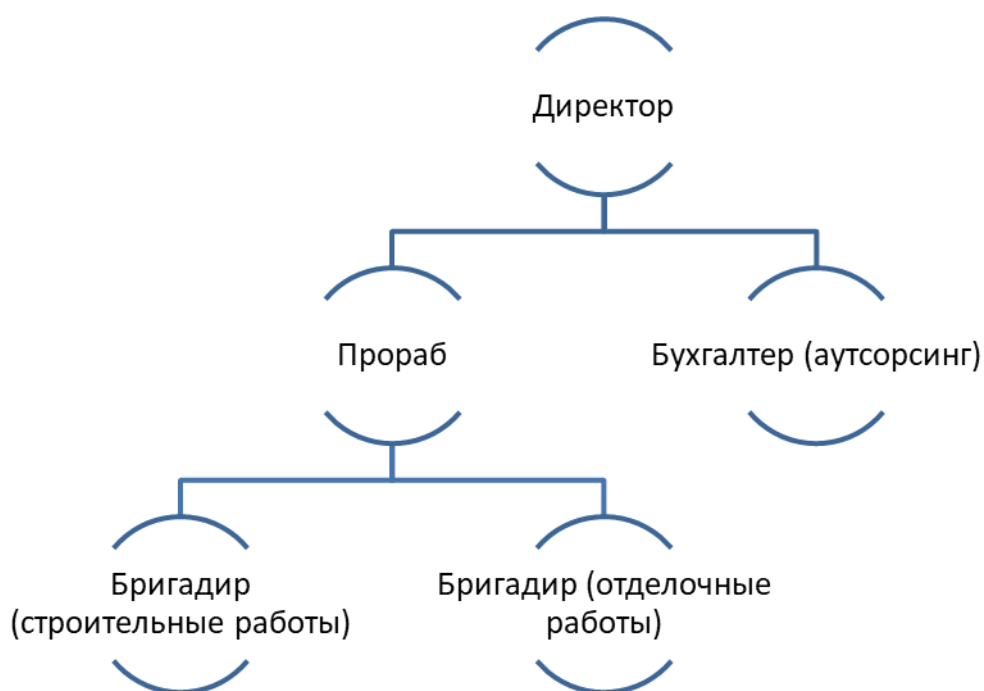 Директор
Прораб
Бухгалтер (аутсорсинг)
Бригадир
(строительные работы)
Бригадир (отделочные
работы)